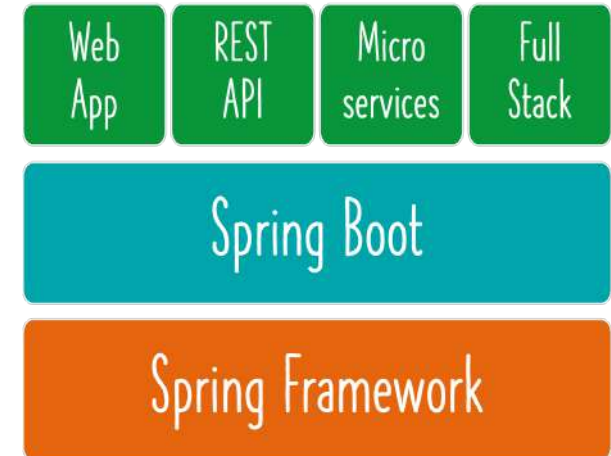 Web
App
REST
API
Micro
services
Full
Stack
Spring Boot
Spring Framework